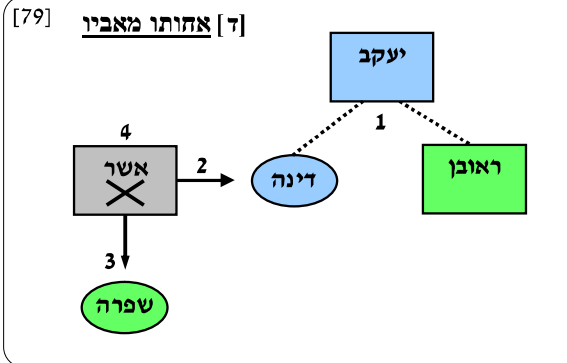 [79]
[ד] אחותו מאביו
יעקב
1
4
אשר
2
דינה
ראובן
3
שפרה